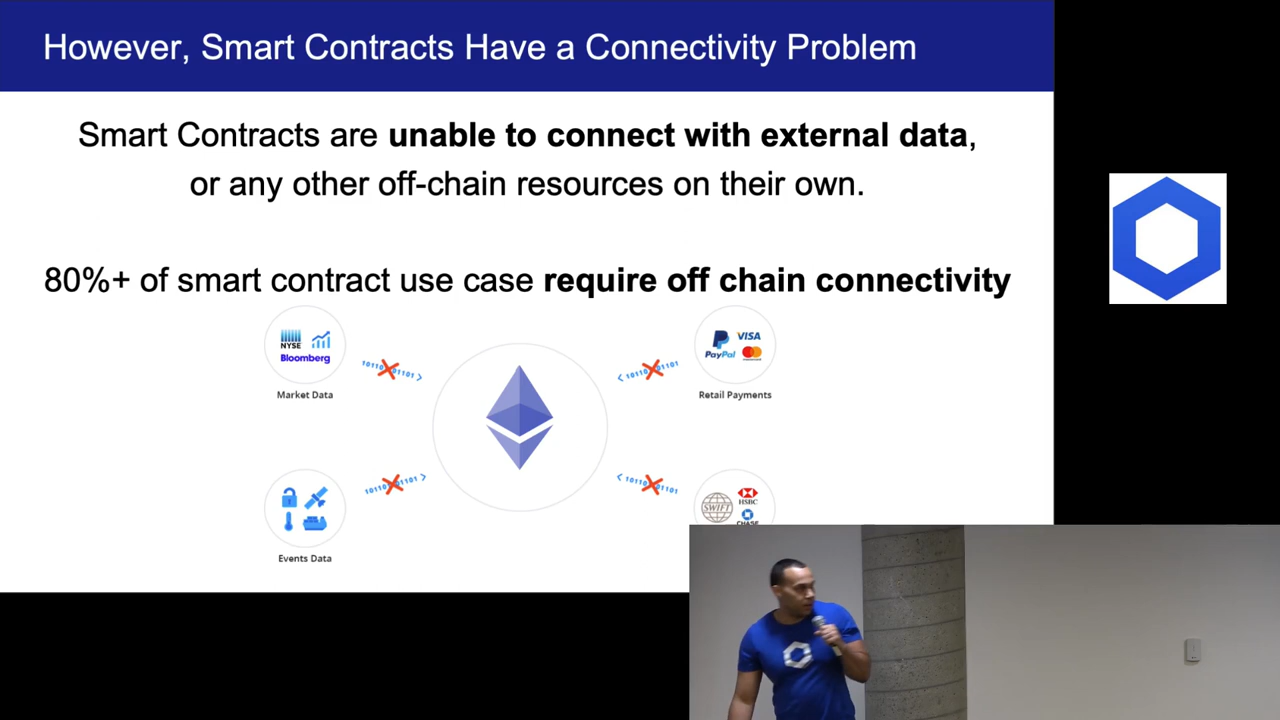 However, Smart Contracts Have a Connectivity Problem
Smart Contracts are unable to connect with external data,
or any other off-chain resources on their own.
80%+ of smart contract use case require off chain connectivity
NYSE
Bloomberg
Market Data
PayPal
VISA
Retail Payments
Events Data
SWIFT
HSBC
CHASE